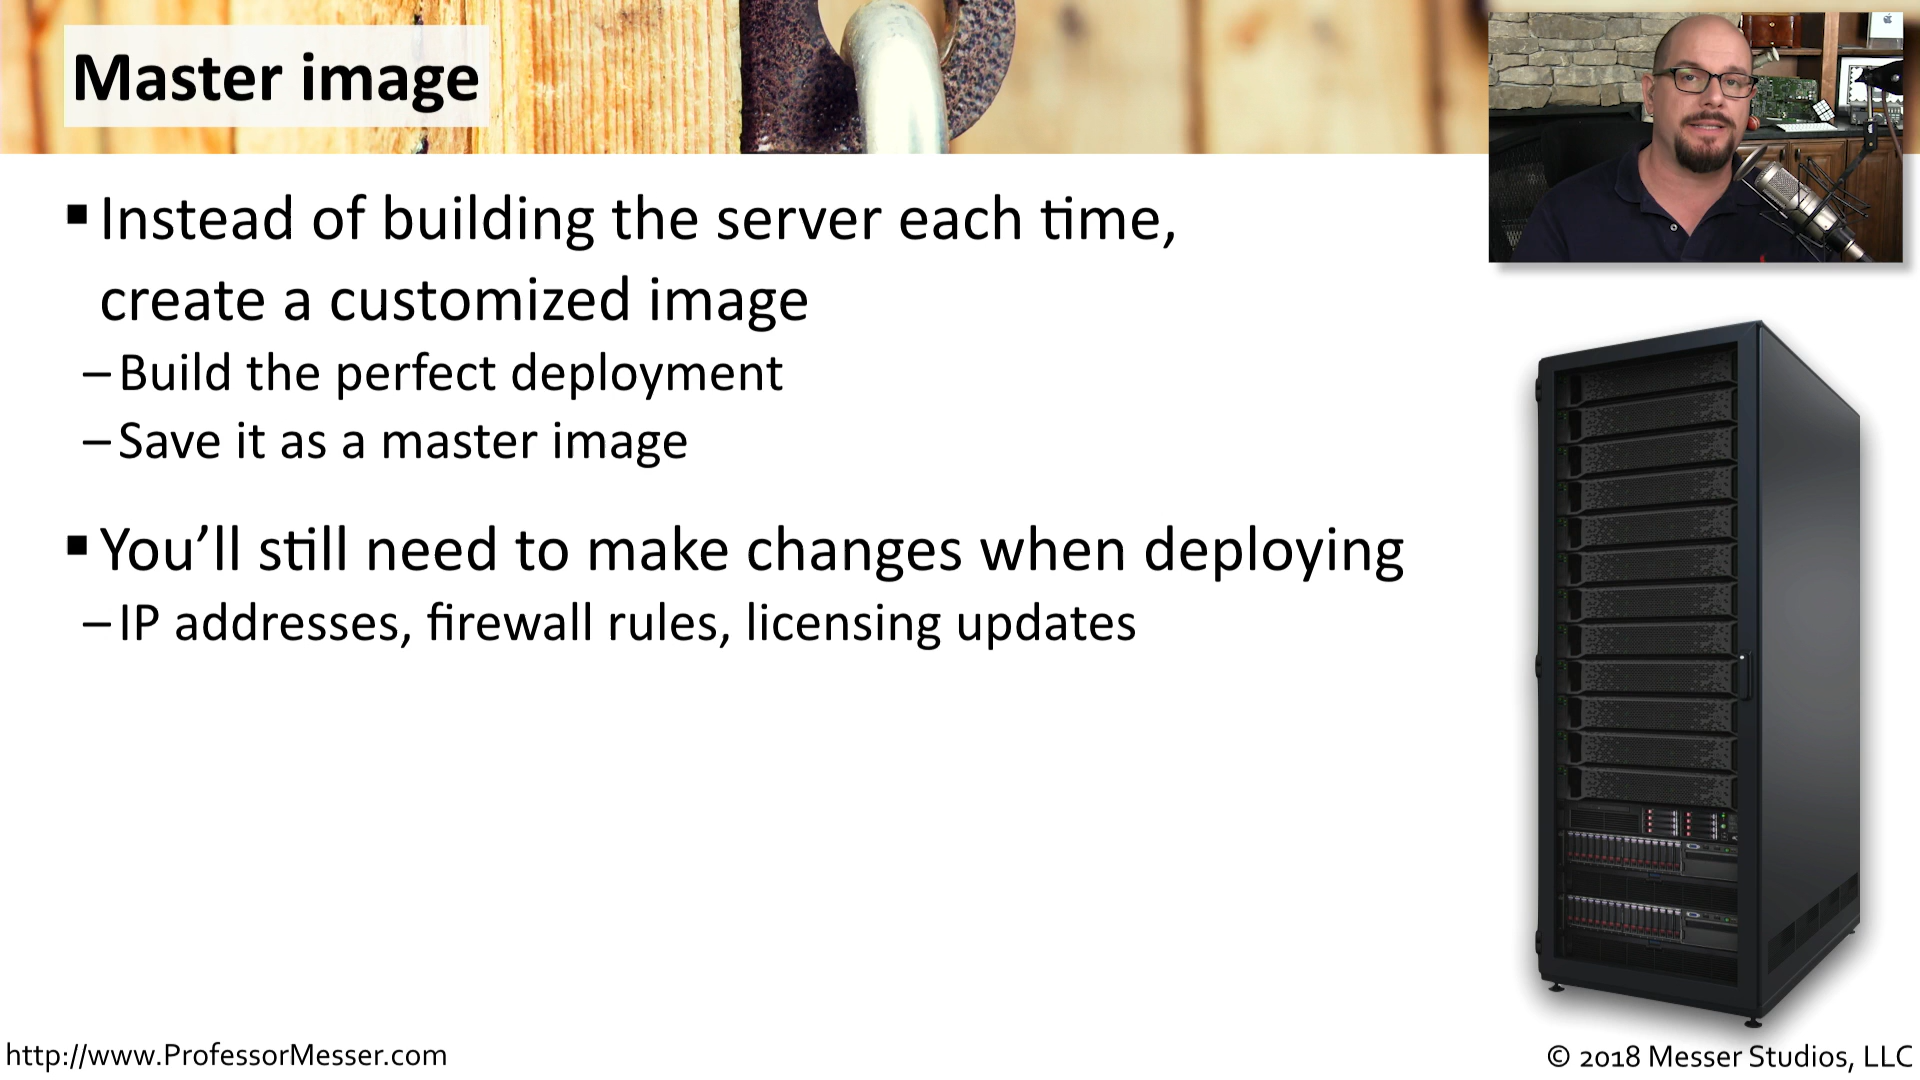 Master image
▪ Instead of building the server each time,
create a customized image
– Build the perfect deployment
– Save it as a master image
▪ You’ll still need to make changes when deploying
– IP addresses, firewall rules, licensing updates
http://www.ProfessorMesser.com
© 2018 Messer Studios, LLC